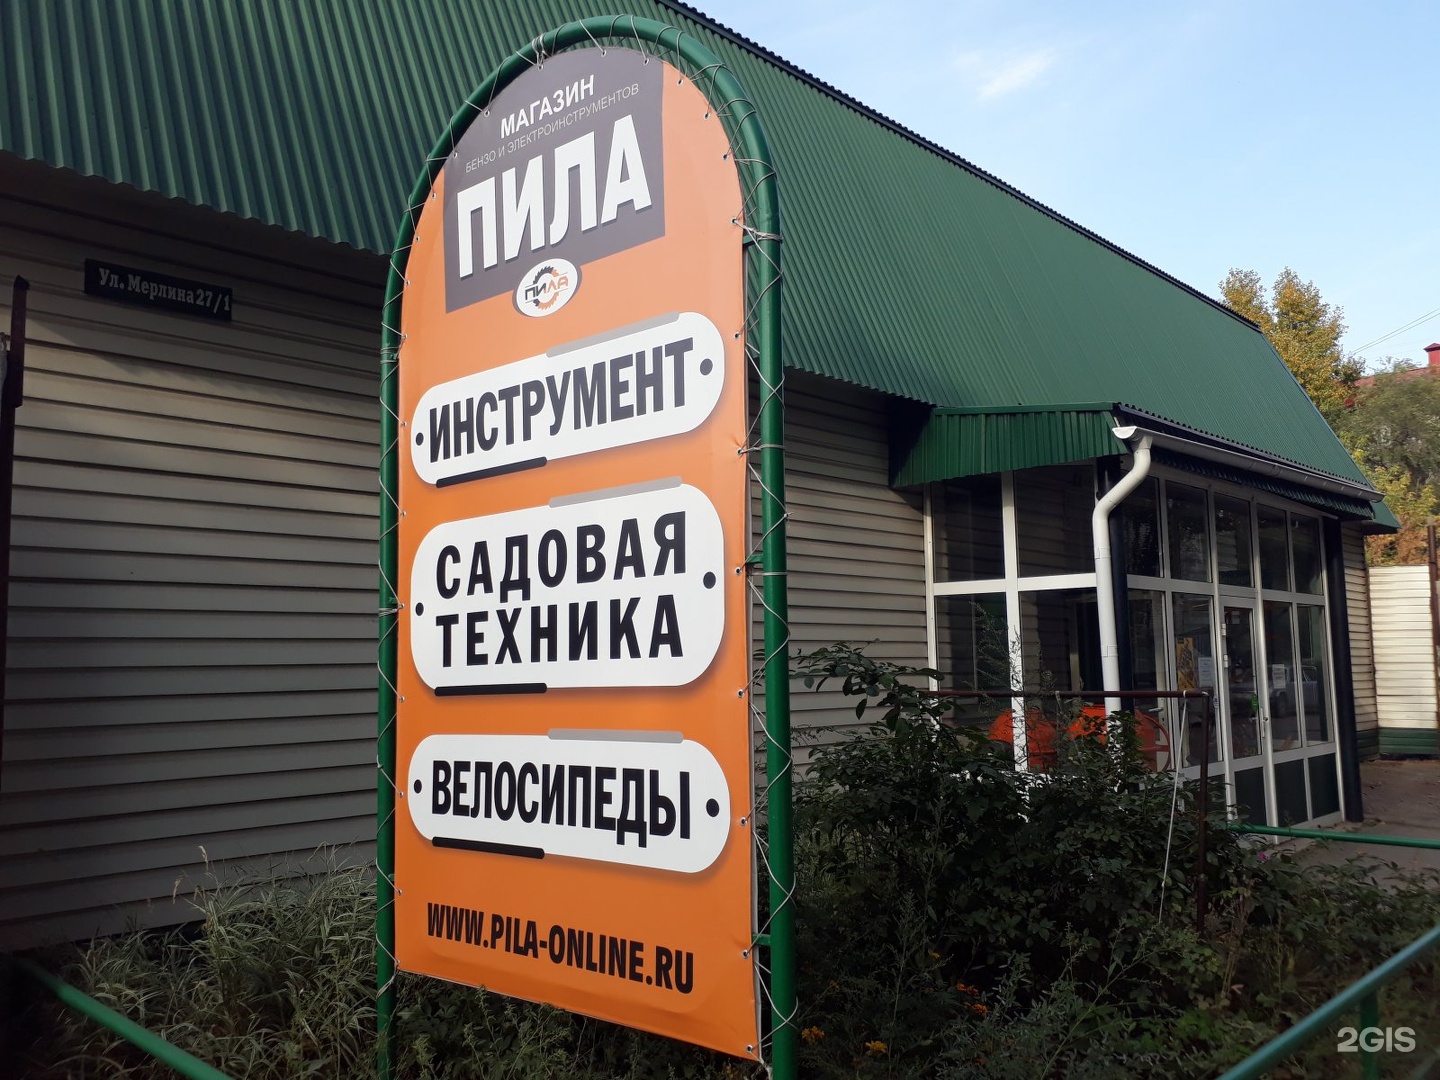 МАГАЗИН
БЕНЗО И ЭЛЕКТРОИНСТРУМЕНТОВ
ПИЛА
ПИЛА
Ул. Мерлина 27/1
ИНСТРУМЕНТ
САДОВАЯ
ТЕХНИКА
ВЕЛОСИПЕДЫ
WWW.PILA-ONLINE.RU
2GIS